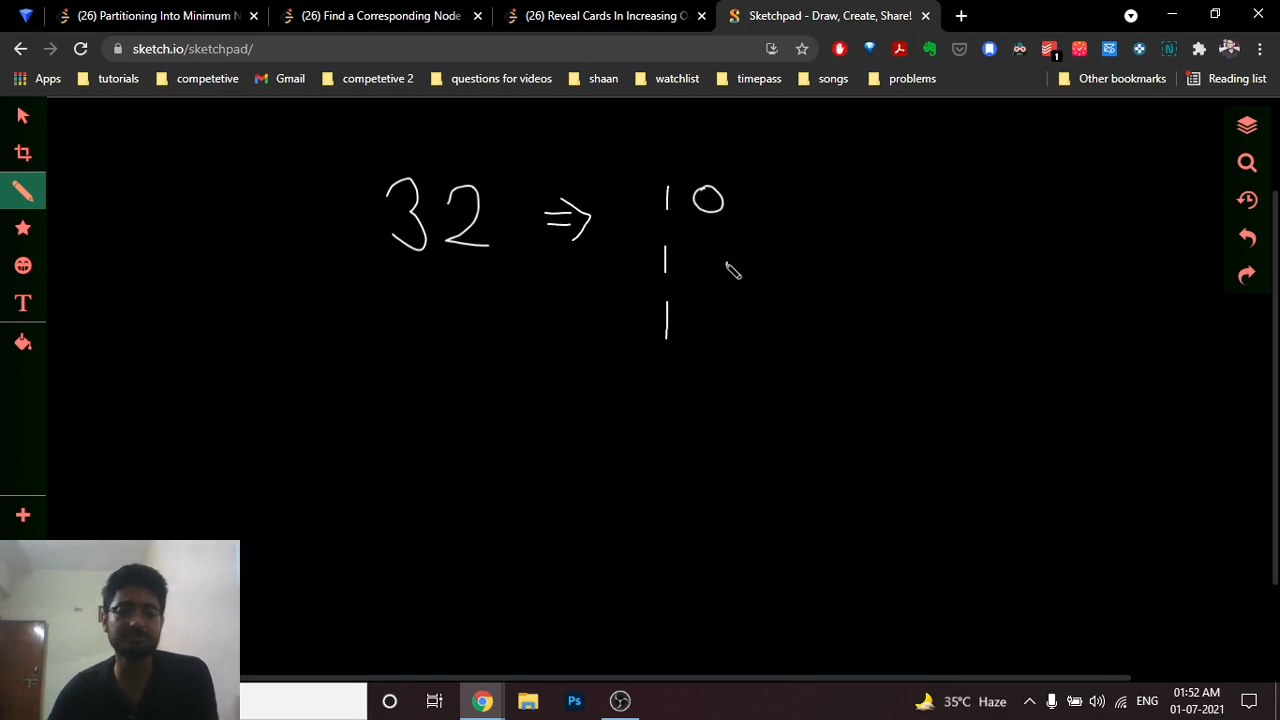 (26) Partitioning Into Minimum N
(26) Find a Corresponding Node
(26) Reveal Cards In Increasing O
Sketchpad - Draw, Create, Share!
sketch.io/sketchpad/
1
Apps
tutorials
competetive
Gmail
competetive 2
questions for videos
shaan
watchlist
timepass
songs
problems
Other bookmarks
Reading list
32 ⇒ 10
1
1
T
Ps
35°C Haze
ENG
01:52 AM
01-07-2021